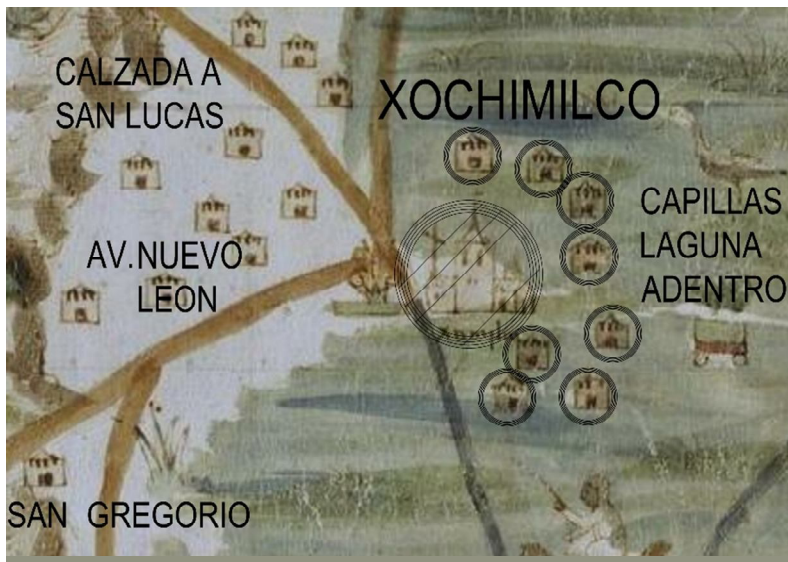 CALZADA A
SAN LUCAS
XOCHIMILCO
CAPILLAS
LAGUNA
ADENTRO
AV.NUEVO
LEON
SAN GREGORIO